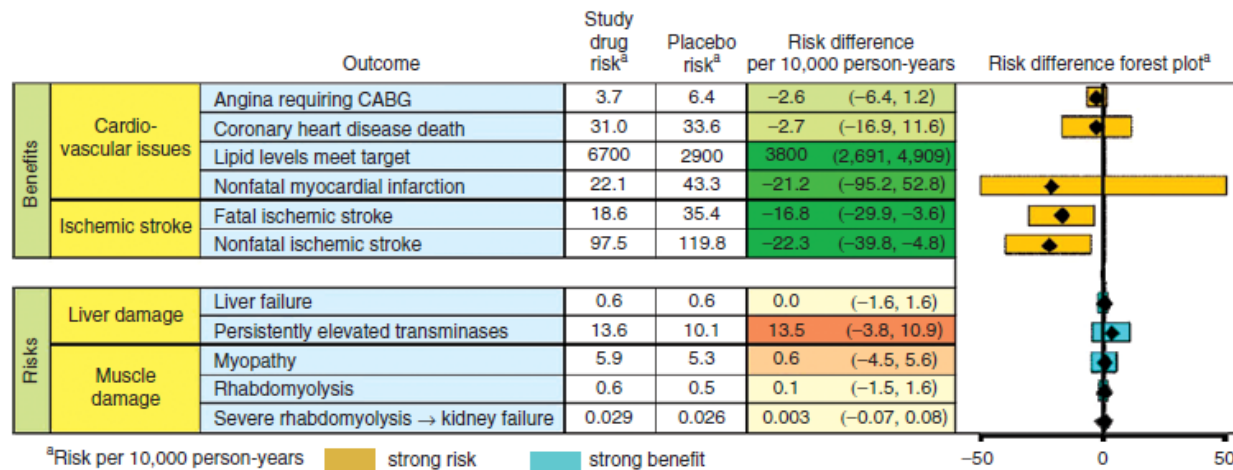 Outcome Study drug riskª Placebo riskª Risk difference per 10,000 person-years Risk difference forest plotª
Benefits
Cardio-vascular issues
Angina requiring CABG 3.7 6.4 −2.6 (−6.4, 1.2)
Coronary heart disease death 31.0 33.6 −2.7 (−16.9, 11.6)
Lipid levels meet target 6700 2900 3800 (2,691, 4,909)
Nonfatal myocardial infarction 22.1 43.3 −21.2 (−95.2, 52.8)
Ischemic stroke
Fatal ischemic stroke 18.6 35.4 −16.8 (−29.9, −3.6)
Nonfatal ischemic stroke 97.5 119.8 −22.3 (−39.8, −4.8)
Risks
Liver damage
Liver failure 0.6 0.6 0.0 (−1.6, 1.6)
Persistently elevated transminases 13.6 10.1 13.5 (−3.8, 10.9)
Muscle damage
Myopathy 5.9 5.3 0.6 (−4.5, 5.6)
Rhabdomyolysis 0.6 0.5 0.1 (−1.5, 1.6)
Severe rhabdomyolysis → kidney failure 0.029 0.026 0.003 (−0.07, 0.08)
ªRisk per 10,000 person-years strong risk strong benefit −50 0 50